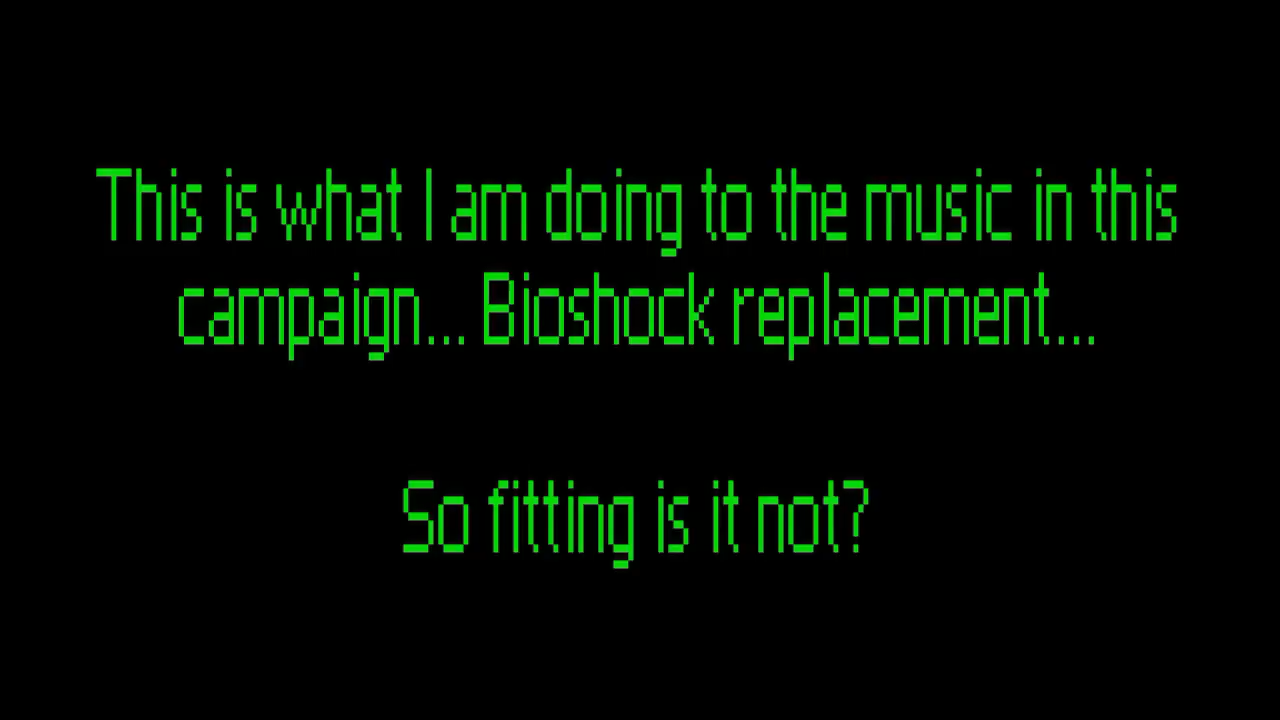 This is what I am doing to the music in this
campaign... Bioshock replacement....
So fitting is it not?